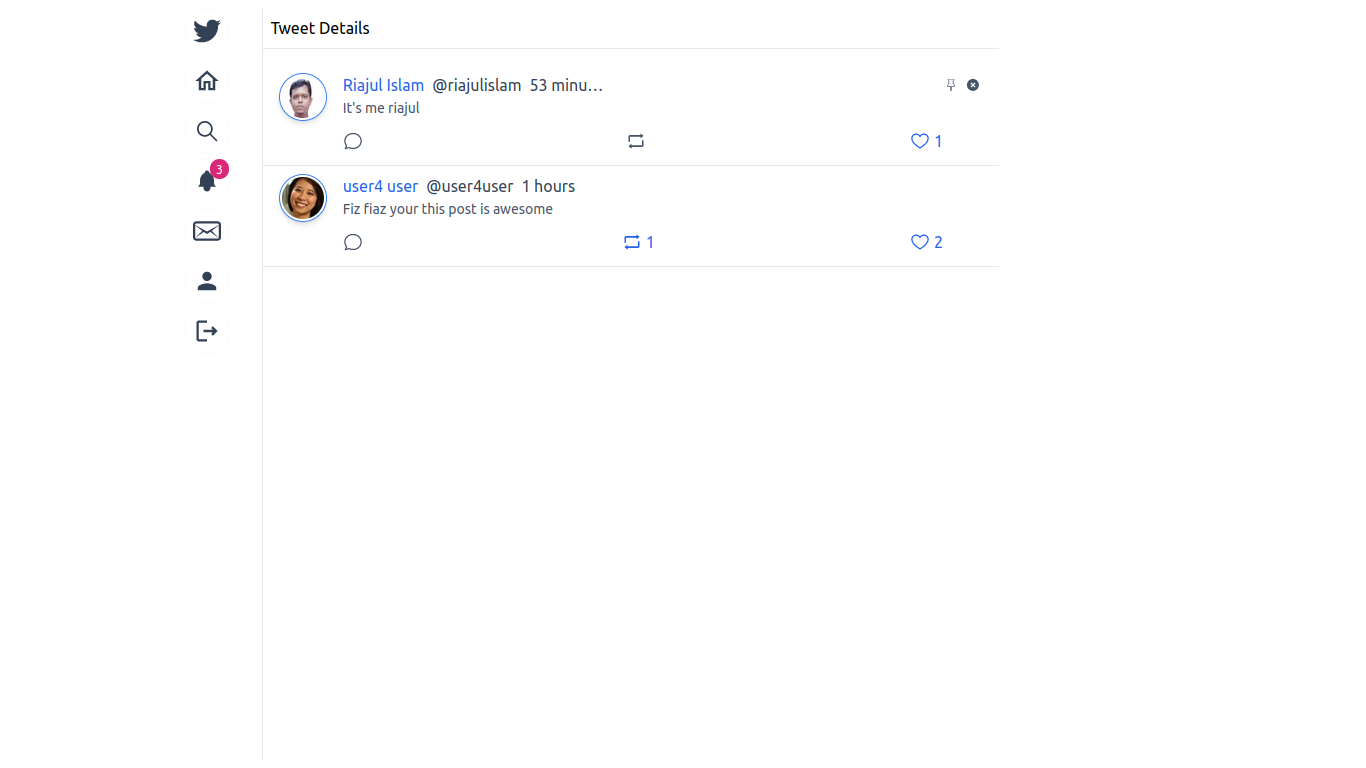 Tweet Details
Riajul Islam @riajulislam 53 minu…
It's me riajul
1
3
user4 user @user4user 1 hours
Fiz fiaz your this post is awesome
1 2